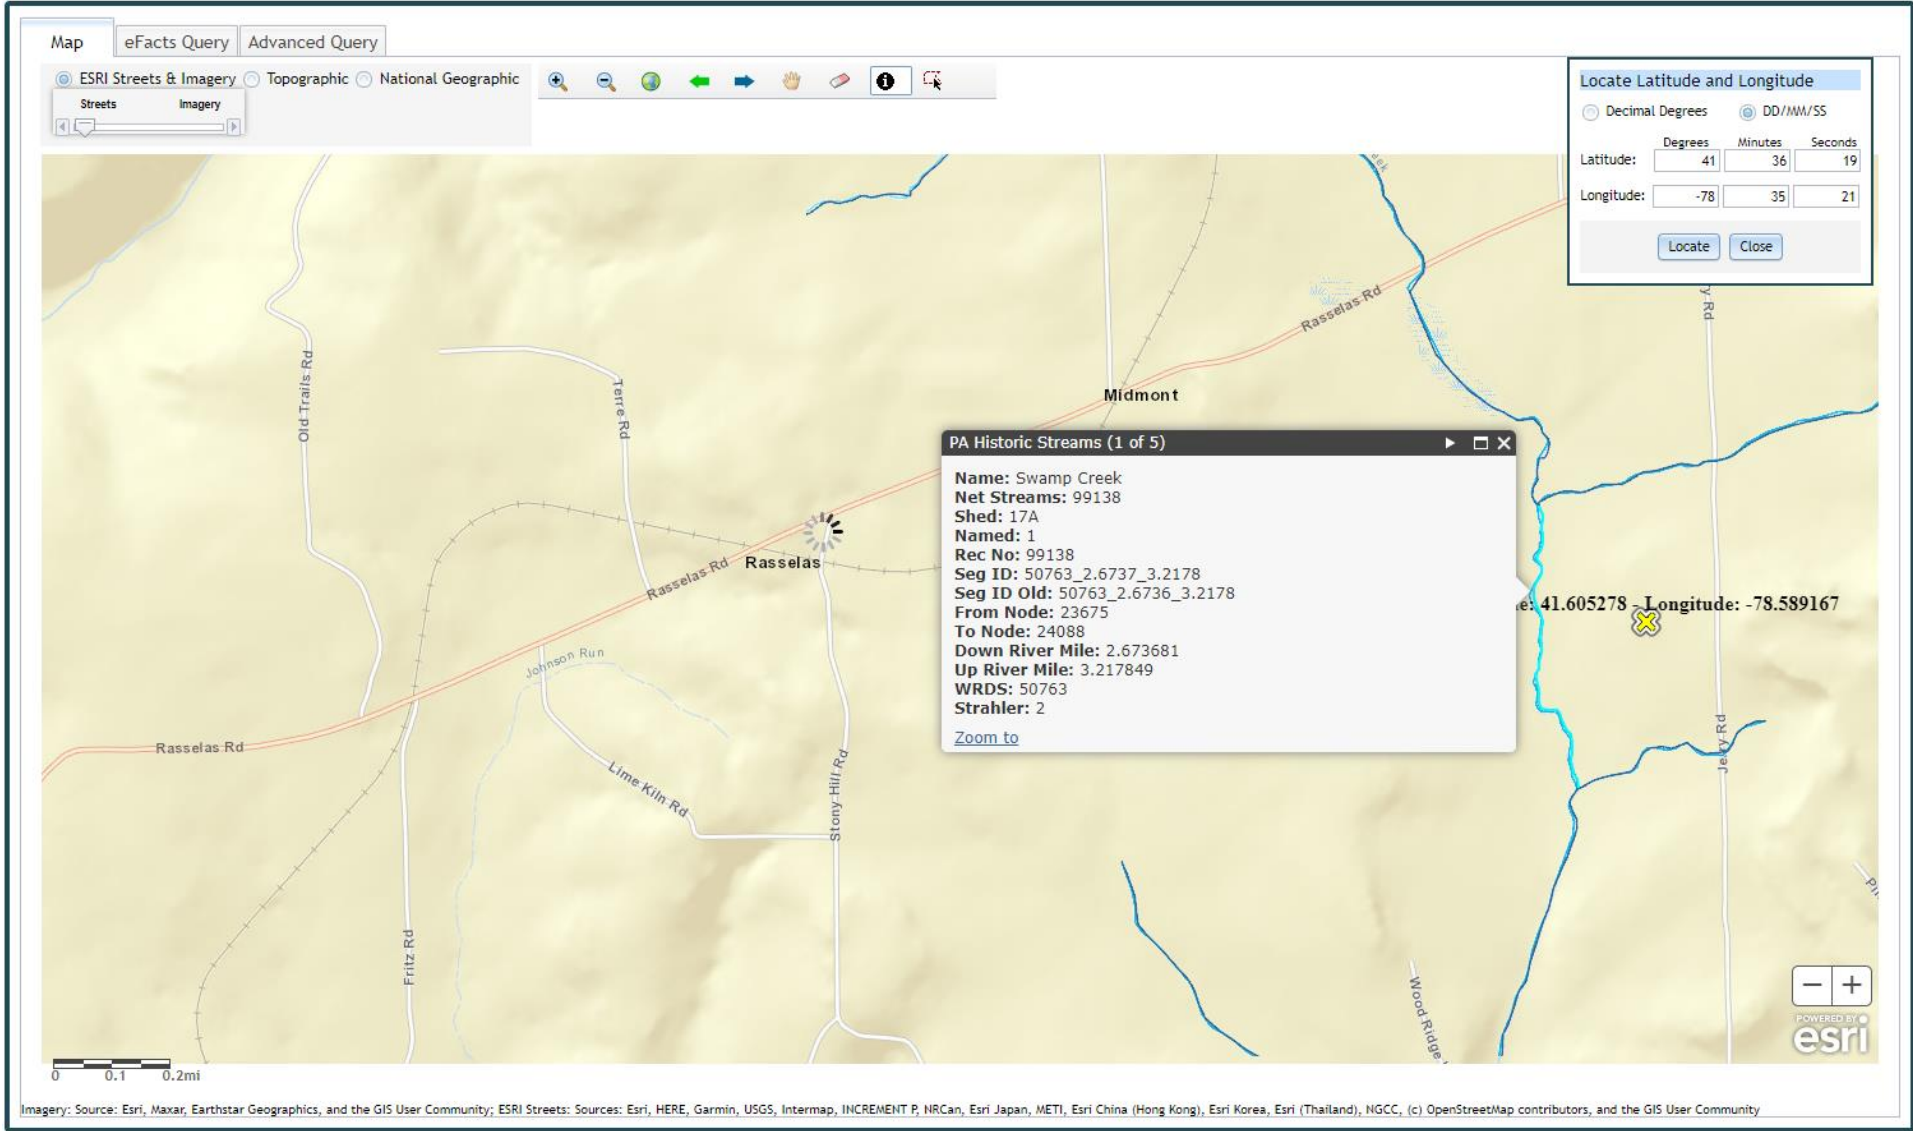 Map
eFacts Query
Advanced Query
ESRI Streets & Imagery
Topographic
National Geographic
Streets
Imagery
Locate Latitude and Longitude
Decimal Degrees
DD/MM/SS
Degrees Minutes Seconds
Latitude: 41 36 19
Longitude: -78 35 21
Locate
Close
eek
Rasselas Rd
y Rd
Old Trails Rd
Terre Rd
Midmont
PA Historic Streams (1 of 5)
Name: Swamp Creek
Net Streams: 99138
Shed: 17A
Named: 1
Rec No: 99138
Seg ID: 50763_2.6737_3.2178
Seg ID Old: 50763_2.6736_3.2178
From Node: 23675
To Node: 24088
Down River Mile: 2.673681
Up River Mile: 3.217849
WRDS: 50763
Strahler: 2
Zoom to
e: 41.605278 - Longitude: -78.589167
Rasselas
Rasselas Rd
Johnson Run
Rasselas Rd
Lime Kiln Rd
Stony Hill Rd
Jerry Rd
Fritz Rd
Wood Ridge
POWERED BY
esri
0 0.1 0.2mi
Imagery: Source: Esri, Maxar, Earthstar Geographics, and the GIS User Community; ESRI Streets: Sources: Esri, HERE, Garmin, USGS, Intermap, INCREMENT P, NRCan, Esri Japan, METI, Esri China (Hong Kong), Esri Korea, Esri (Thailand), NGCC, (c) OpenStreetMap contributors, and the GIS User Community